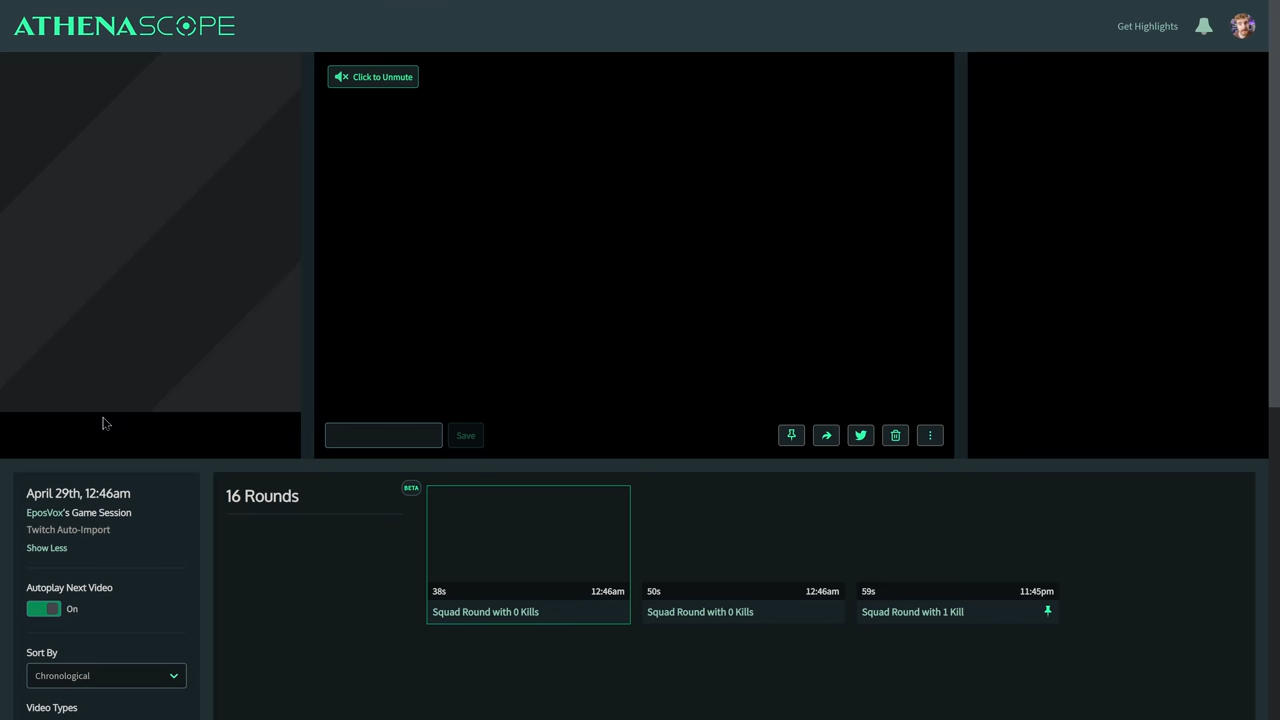 ATHENASCOPE
Get Highlights
Click to Unmute
Save
April 29th, 12:46am
EposVox's Game Session
Twitch Auto-Import
Show Less
Autoplay Next Video
On
Sort By
Chronological
Video Types
16 Rounds
BETA
38s 12:46am
Squad Round with 0 Kills
50s 12:46am
Squad Round with 0 Kills
59s 11:45pm
Squad Round with 1 Kill